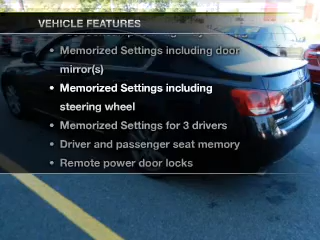 VEHICLE FEATURES
• Memorized Settings including door
mirror(s)
• Memorized Settings including
steering wheel
• Memorized Settings for 3 drivers
• Driver and passenger seat memory
• Remote power door locks